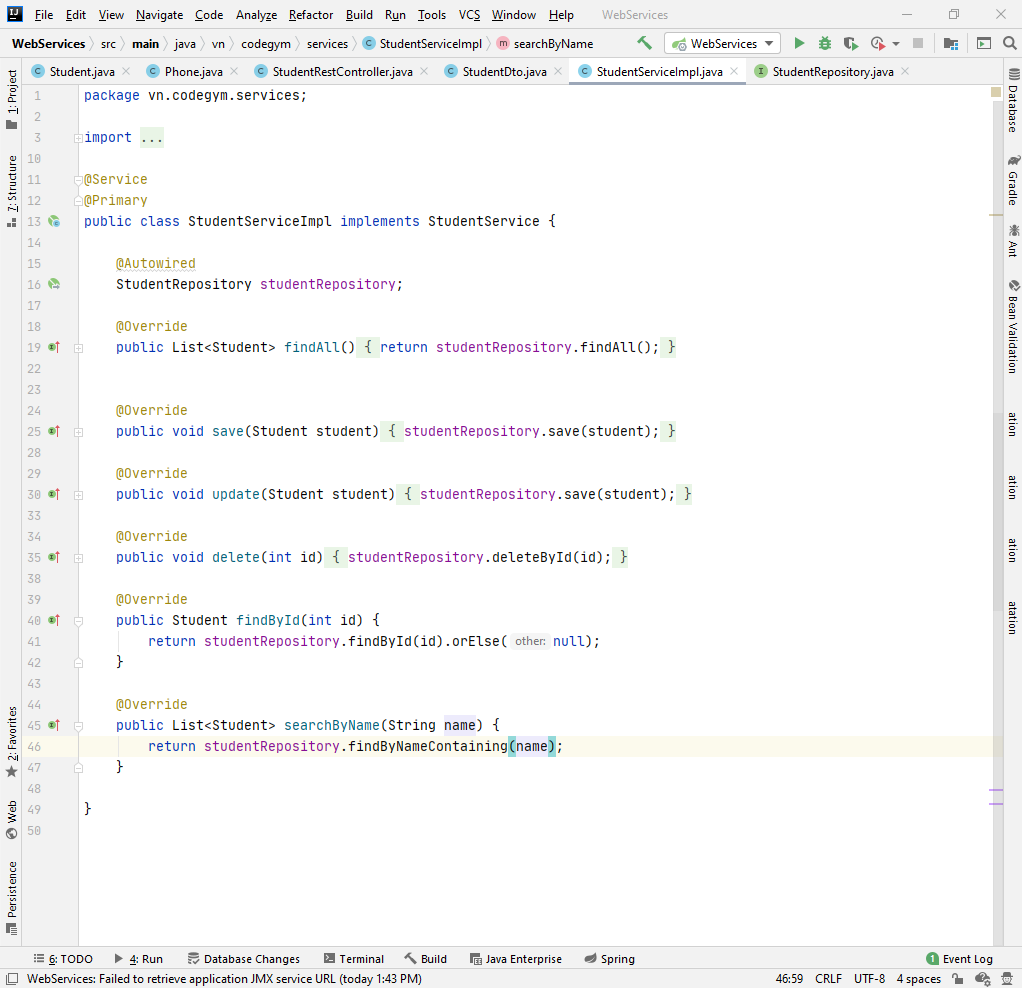 File Edit View Navigate Code Analyze Refactor Build Run Tools VCS Window Help WebServices
WebServices src main java vn codegym services StudentServiceImpl searchByName WebServices
Student.java Phone.java StudentRestController.java StudentDto.java StudentServiceImpl.java StudentRepository.java
1 package vn.codegym.services;
2
3 import ...
10
11 @Service
12 @Primary
13 public class StudentServiceImpl implements StudentService {
14
15 @Autowired
16 StudentRepository studentRepository;
17
18 @Override
19 public List<Student> findAll() { return studentRepository.findAll(); }
22
23
24 @Override
25 public void save(Student student) { studentRepository.save(student); }
28
29 @Override
30 public void update(Student student) { studentRepository.save(student); }
33
34 @Override
35 public void delete(int id) { studentRepository.deleteById(id); }
38
39 @Override
40 public Student findById(int id) {
41 return studentRepository.findById(id).orElse( other: null);
42 }
43
44 @Override
45 public List<Student> searchByName(String name) {
46 return studentRepository.findByNameContaining(name);
47 }
48
49 }
50
1: Project
7: Structure
2: Favorites
Web
Persistence
Database
Gradle
Ant
Bean Validation
ation
ation
ation
atation
6: TODO 4: Run Database Changes Terminal Build Java Enterprise Spring 1 Event Log
WebServices: Failed to retrieve application JMX service URL (today 1:43 PM) 46:59 CRLF UTF-8 4 spaces